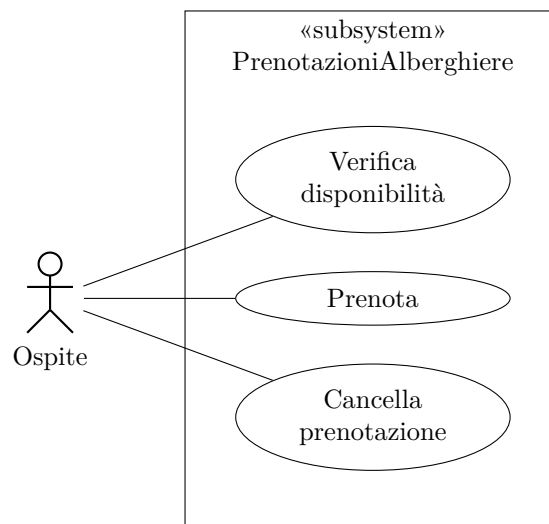 «subsystem»
PrenotazioniAlberghiere
Verifica
disponibilità
Prenota
Ospite
Cancella
prenotazione